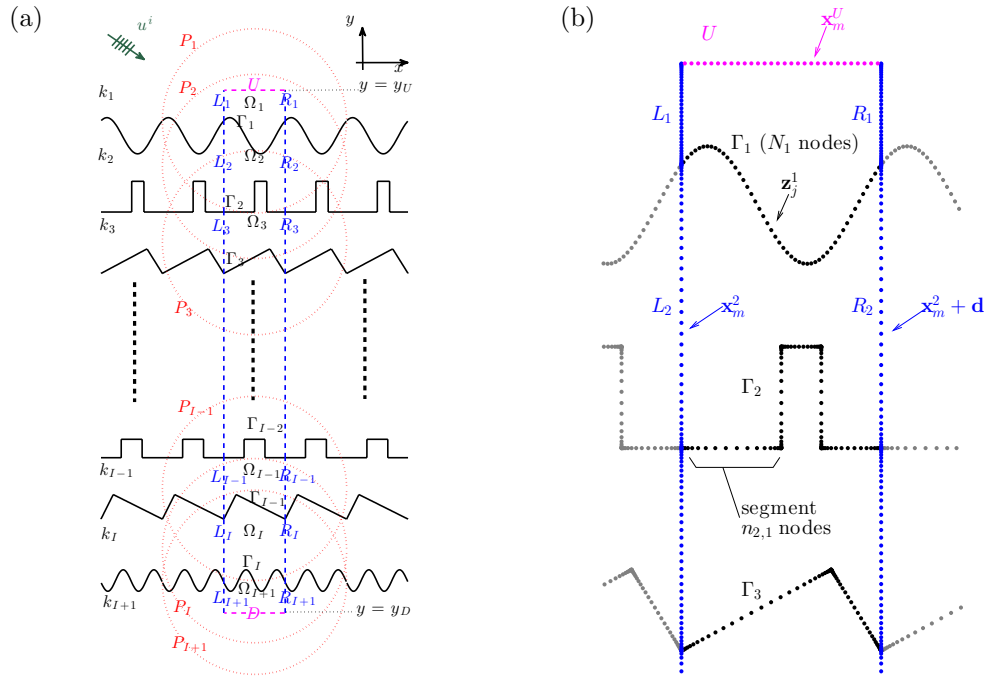 (a)
u^i
P_1
y
x
P_2
U
y = y_U
k_1
L_1
Ω_1
R_1
Γ_1
k_2
L_2
Ω_2
R_2
Γ_2
k_3
L_3
Ω_3
R_3
Γ_3
P_3
P_{I-1}
Γ_{I-2}
k_{I-1}
L_{I-1}
Ω_{I-1}
R_{I-1}
Γ_{I-1}
k_I
L_I
Ω_I
R_I
Γ_I
k_{I+1}
L_{I+1}
Ω_{I+1}
R_{I+1}
P_I
D
y = y_D
P_{I+1}
(b)
U
x_m^U
L_1
R_1
Γ_1 (N_1 nodes)
z_j^1
L_2
x_m^2
R_2
x_m^2 + d
Γ_2
segment
n_{2,1} nodes
Γ_3